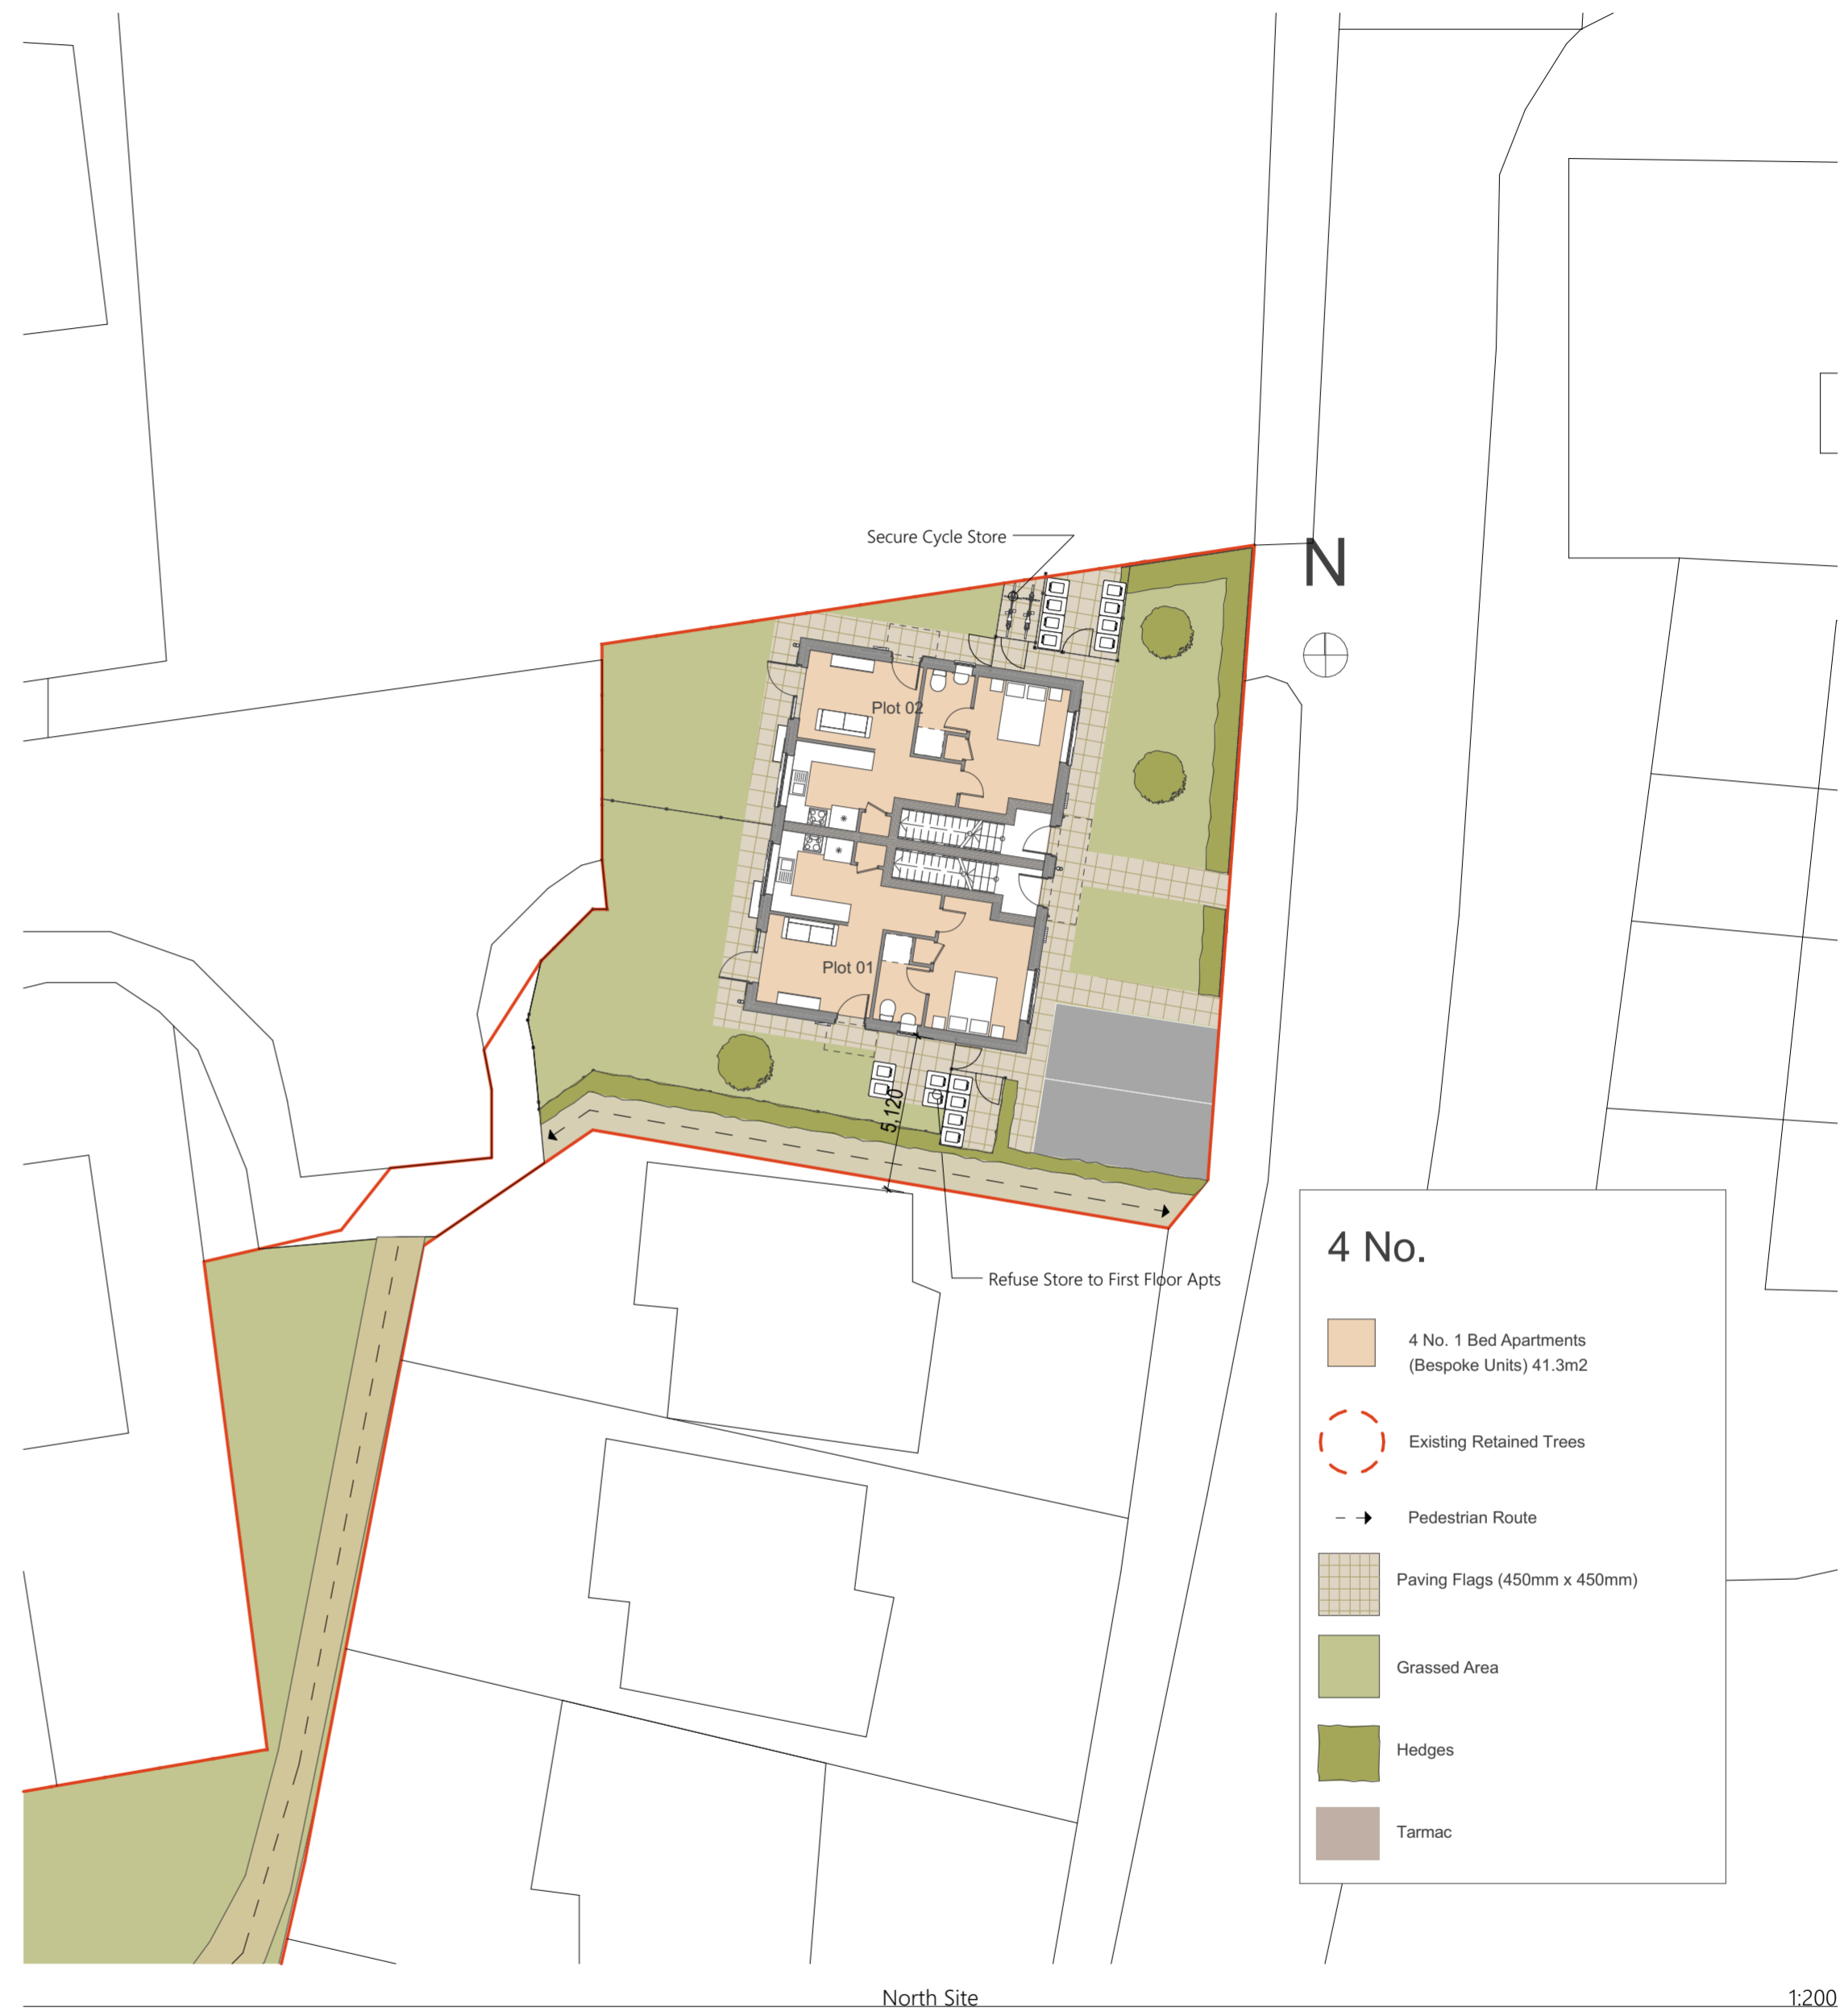 Secure Cycle Store
N
Plot 02
Plot 01
5,120
Refuse Store to First Floor Apts
4 No.
4 No. 1 Bed Apartments
(Bespoke Units) 41.3m2
Existing Retained Trees
Pedestrian Route
Paving Flags (450mm x 450mm)
Grassed Area
Hedges
Tarmac
North Site
1:200